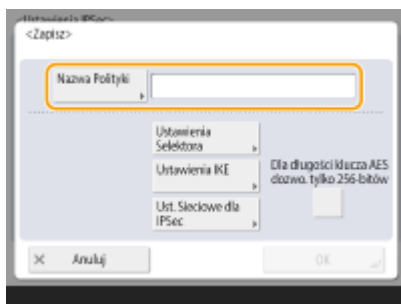 <Ustawienia IPSec>
<Zapisz>
Nazwa Polityki
Ustawienia
Selektora
Ustawienia IKE
Dla długości klucza AES
dozwo. tylko 256-bitów
Ust. Sieciowe dla
IPSec
Anuluj
OK